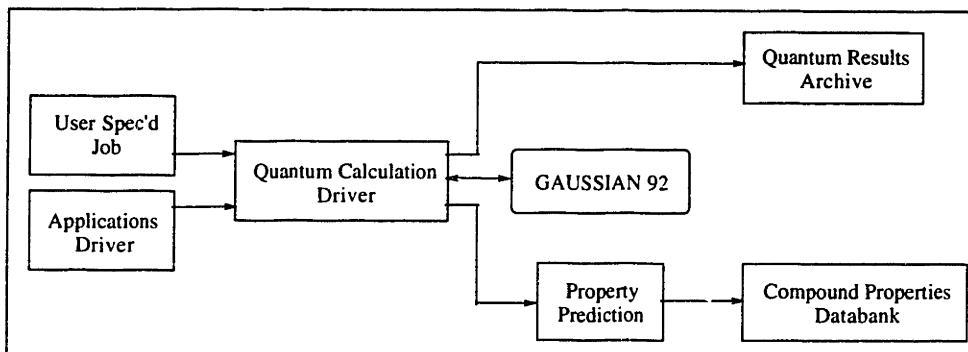 Quantum Results
Archive
User Spec'd
Job
Quantum Calculation
Driver
GAUSSIAN 92
Applications
Driver
Property
Prediction
Compound Properties
Databank